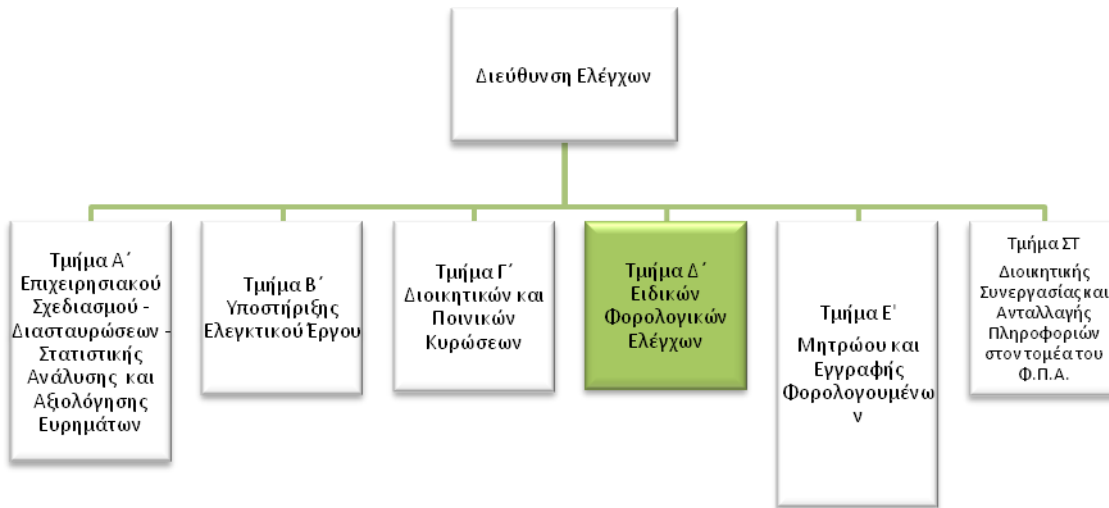 Διεύθυνση Ελέγχων
Τμήμα Α΄
Επιχειρησιακού
Σχεδιασμού -
Διασταυρώσεων -
Στατιστικής
Ανάλυσης και
Αξιολόγησης
Ευρημάτων
Τμήμα Β΄
Υποστήριξης
Ελεγκτικού Έργου
Τμήμα Γ΄
Διοικητικών και
Ποινικών
Κυρώσεων
Τμήμα Δ΄
Ειδικών
Φορολογικών
Ελέγχων
Τμήμα Ε'
Μητρώου και
Εγγραφής
Φορολογουμένω
ν
Τμήμα ΣΤ
Διοικητικής
Συνεργασίας και
Ανταλλαγής
Πληροφοριών
στον τομέα του
Φ.Π.Α.